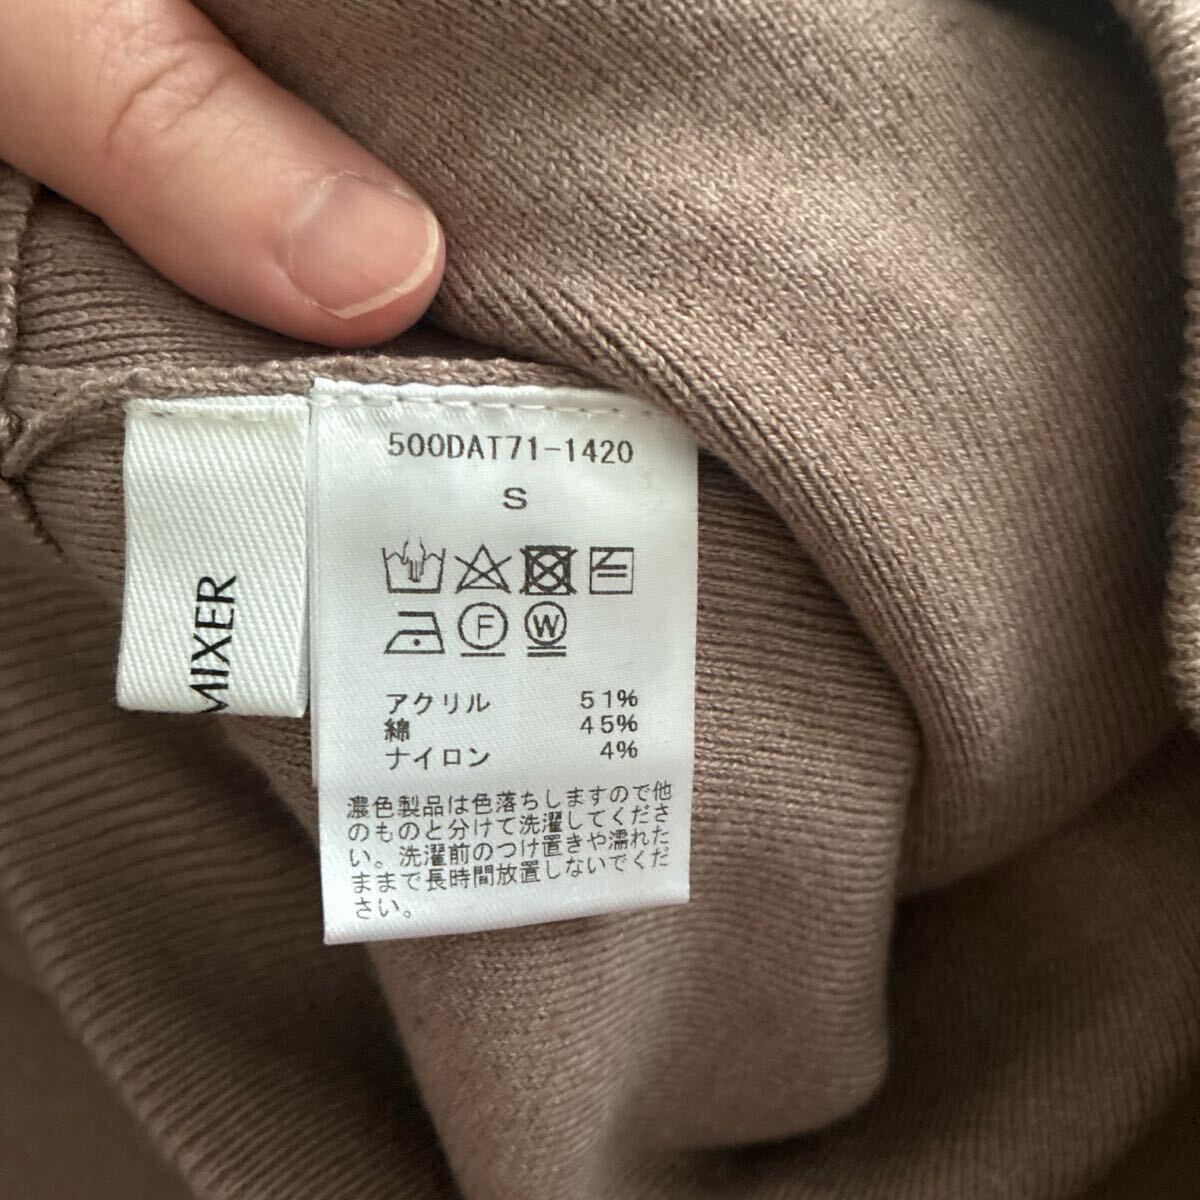 MIXER
500DAT71-1420
S
F
W
アクリル 51%
綿 45%
ナイロン 4%
濃色製品は色落ちしますので他
のものと分けて洗濯してくださ
い。洗濯前のつけ置きや濡れた
ままで長時間放置しないでくだ
さい。